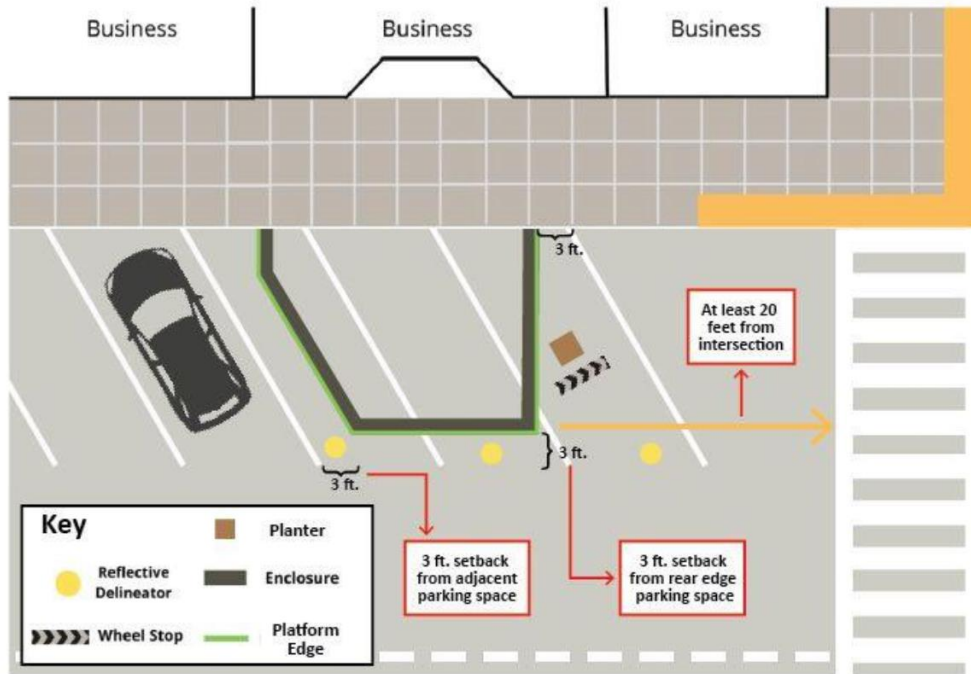 Business
Business
Business
3 ft.
At least 20
feet from
intersection
3 ft.
3 ft.
Key
Planter
Reflective
Delineator
Enclosure
Wheel Stop
Platform
Edge
3 ft. setback
from adjacent
parking space
3 ft. setback
from rear edge
parking space